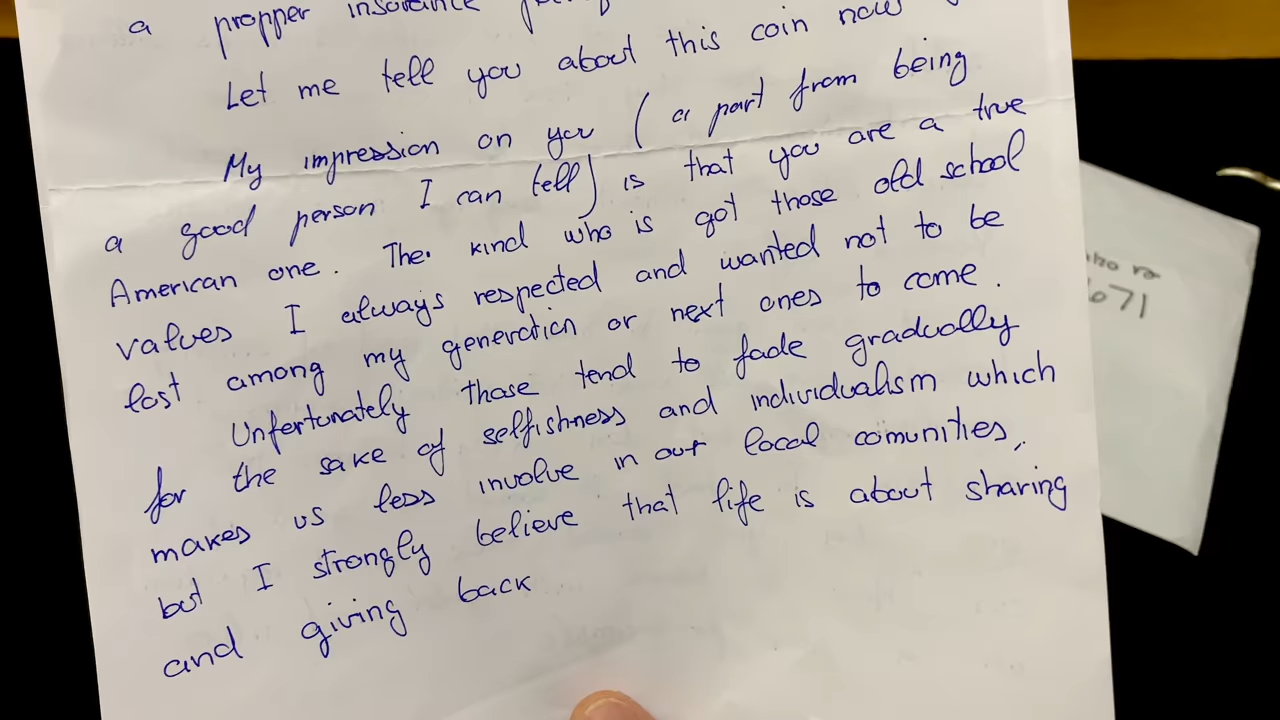 a propper insurance
Let me tell you about this coin now
My impression on you ( a part from being
a good person I can tell) is that you are a true
American one. The kind who is got those old school
values I always respected and wanted not to be
lost among my generation or next ones to come.
Unfortunately those tend to fade gradually
for the sake of selfishness and individualism which
makes us less involve in our local comunities,
but I strongly believe that life is about sharing
and giving back
671